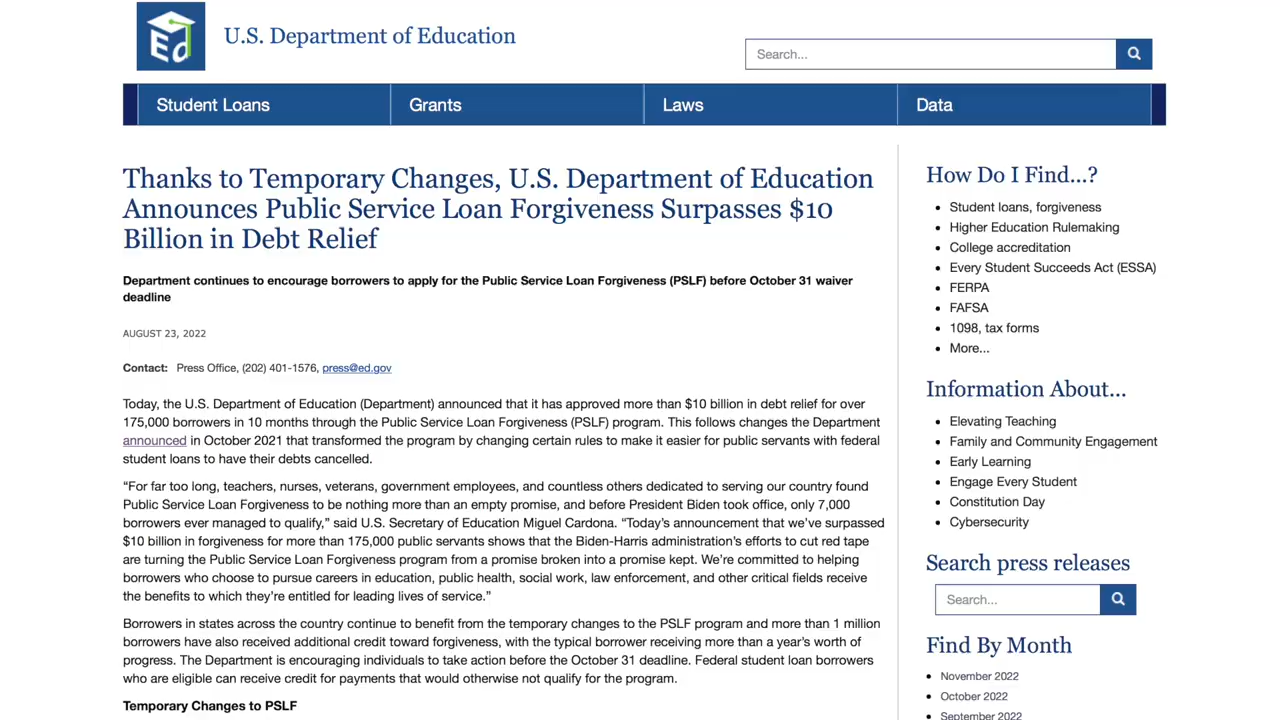 Ed
U.S. Department of Education
Search...
Student Loans
Grants
Laws
Data
Thanks to Temporary Changes, U.S. Department of Education
Announces Public Service Loan Forgiveness Surpasses $10
Billion in Debt Relief
Department continues to encourage borrowers to apply for the Public Service Loan Forgiveness (PSLF) before October 31 waiver
deadline
AUGUST 23, 2022
Contact: Press Office, (202) 401-1576, press@ed.gov
Today, the U.S. Department of Education (Department) announced that it has approved more than $10 billion in debt relief for over
175,000 borrowers in 10 months through the Public Service Loan Forgiveness (PSLF) program. This follows changes the Department
announced in October 2021 that transformed the program by changing certain rules to make it easier for public servants with federal
student loans to have their debts cancelled.
“For far too long, teachers, nurses, veterans, government employees, and countless others dedicated to serving our country found
Public Service Loan Forgiveness to be nothing more than an empty promise, and before President Biden took office, only 7,000
borrowers ever managed to qualify,” said U.S. Secretary of Education Miguel Cardona. “Today’s announcement that we’ve surpassed
$10 billion in forgiveness for more than 175,000 public servants shows that the Biden-Harris administration’s efforts to cut red tape
are turning the Public Service Loan Forgiveness program from a promise broken into a promise kept. We’re committed to helping
borrowers who choose to pursue careers in education, public health, social work, law enforcement, and other critical fields receive
the benefits to which they’re entitled for leading lives of service.”
Borrowers in states across the country continue to benefit from the temporary changes to the PSLF program and more than 1 million
borrowers have also received additional credit toward forgiveness, with the typical borrower receiving more than a year’s worth of
progress. The Department is encouraging individuals to take action before the October 31 deadline. Federal student loan borrowers
who are eligible can receive credit for payments that would otherwise not qualify for the program.
Temporary Changes to PSLF
How Do I Find...?
Student loans, forgiveness
Higher Education Rulemaking
College accreditation
Every Student Succeeds Act (ESSA)
FERPA
FAFSA
1098, tax forms
More...
Information About...
Elevating Teaching
Family and Community Engagement
Early Learning
Engage Every Student
Constitution Day
Cybersecurity
Search press releases
Search...
Find By Month
November 2022
October 2022
September 2022